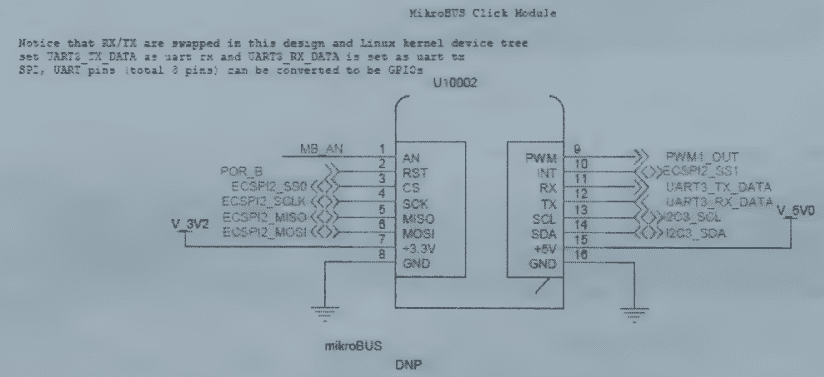 MikroBUS Click Module
Notice that RX/TX are swapped in this design and Linux kernel device tree
set UART3_TX_DATA as uart rx and UART3_RX_DATA is set as uart tx
SPI, UART pins (total 8 pins) can be converted to be GPIOs
U10002
MB_AN 1 AN
POR_B 2 RST
ECSPI2_SS0 3 CS
ECSPI2_SCLK 4 SCK
ECSPI2_MISO 5 MISO
ECSPI2_MOSI 6 MOSI
V_3V2 7 +3.3V
8 GND
PWM 9 PWM1_OUT
INT 10 ECSPI2_SS1
RX 11 UART3_TX_DATA
TX 12 UART3_RX_DATA
SCL 13 I2C3_SCL
SDA 14 I2C3_SDA
+5V 15 V_5V0
GND 16
mikroBUS
DNP